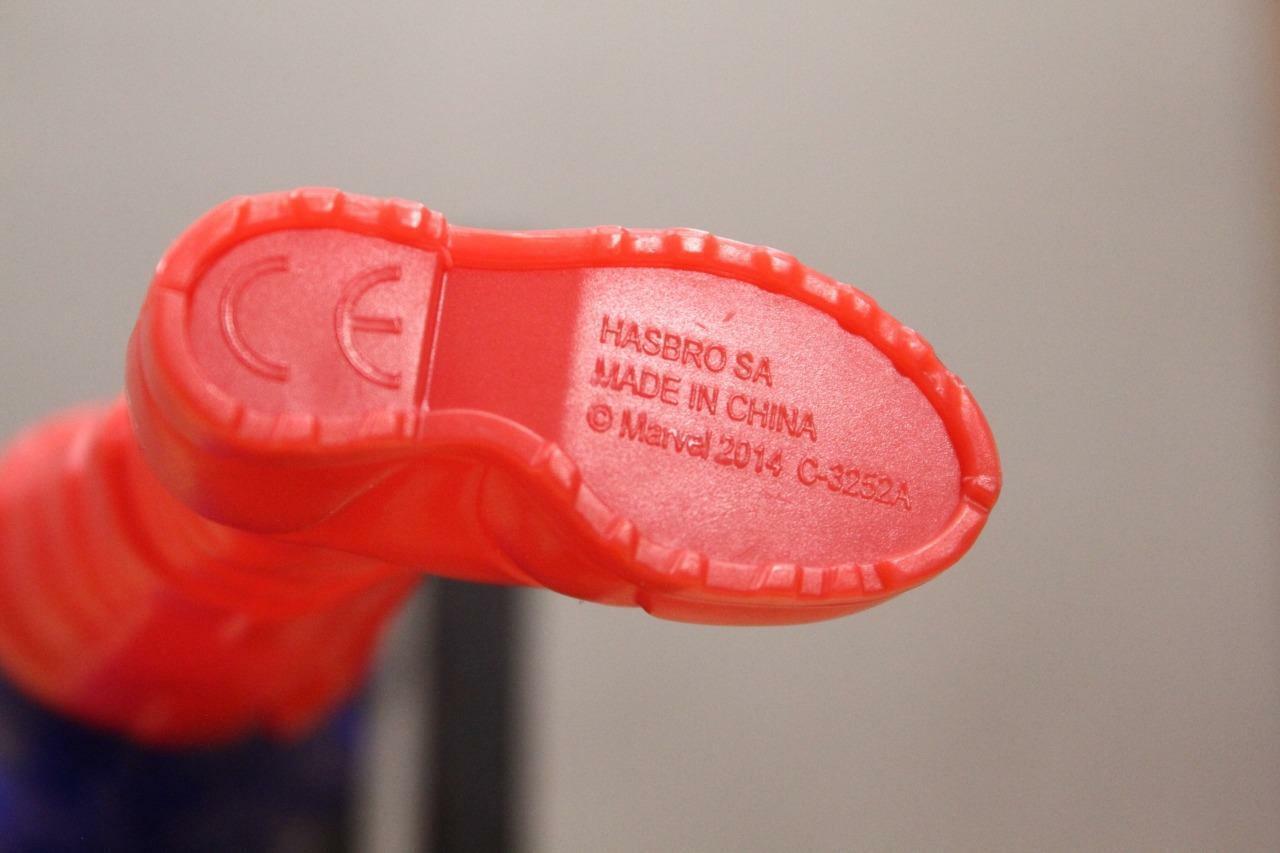 CE
HASBRO SA
MADE IN CHINA
© Marvel 2014 C-3252A